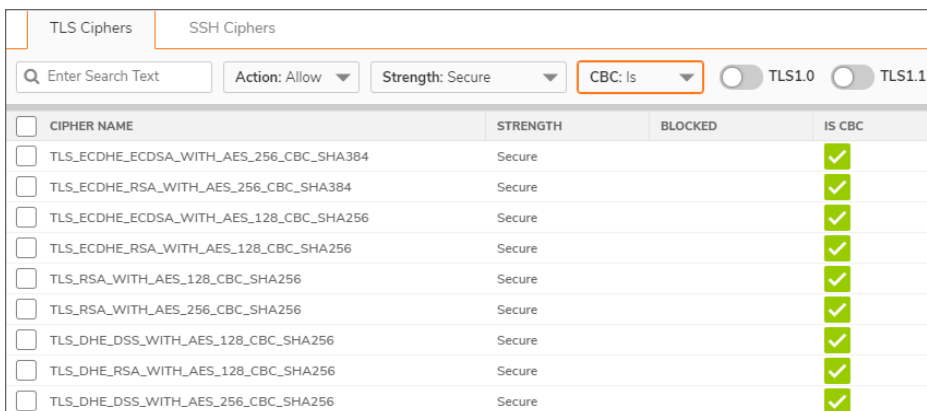 TLS Ciphers SSH Ciphers
Enter Search Text Action: Allow Strength: Secure CBC: Is TLS1.0 TLS1.1
CIPHER NAME STRENGTH BLOCKED IS CBC
TLS_ECDHE_ECDSA_WITH_AES_256_CBC_SHA384 Secure
TLS_ECDHE_RSA_WITH_AES_256_CBC_SHA384 Secure
TLS_ECDHE_ECDSA_WITH_AES_128_CBC_SHA256 Secure
TLS_ECDHE_RSA_WITH_AES_128_CBC_SHA256 Secure
TLS_RSA_WITH_AES_128_CBC_SHA256 Secure
TLS_RSA_WITH_AES_256_CBC_SHA256 Secure
TLS_DHE_DSS_WITH_AES_128_CBC_SHA256 Secure
TLS_DHE_RSA_WITH_AES_128_CBC_SHA256 Secure
TLS_DHE_DSS_WITH_AES_256_CBC_SHA256 Secure